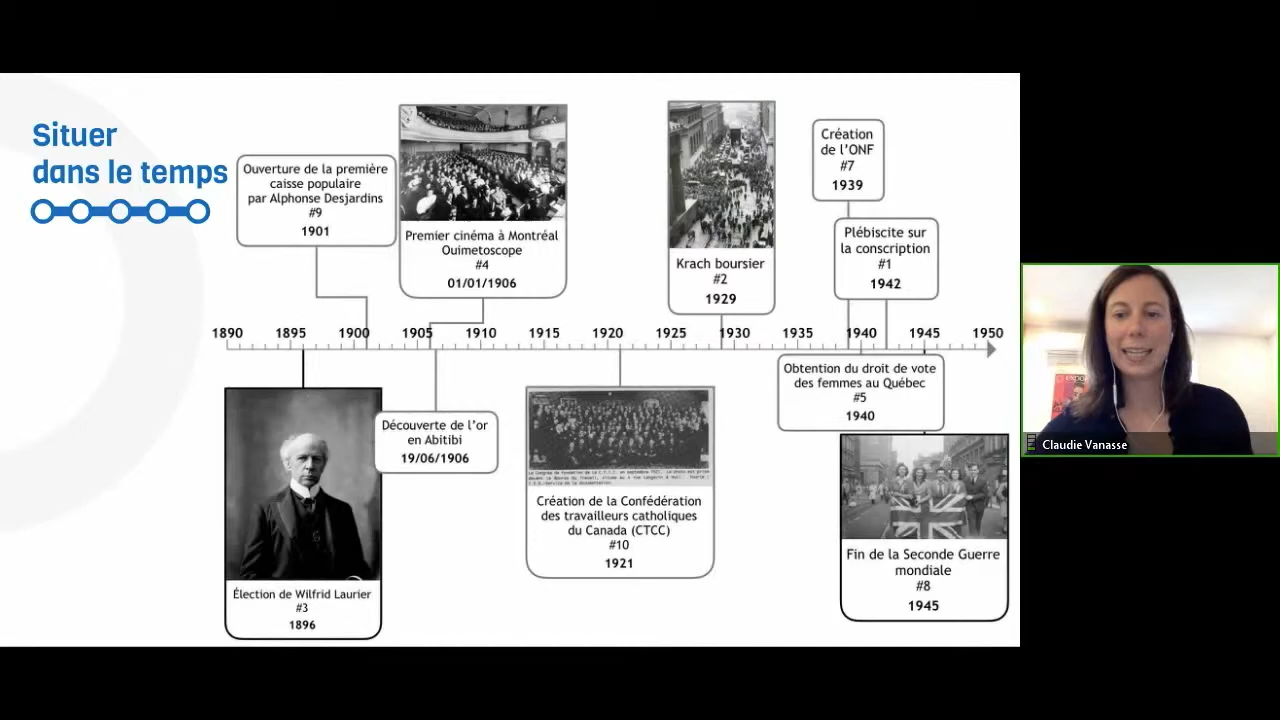 Situer
dans le temps
Ouverture de la première
caisse populaire
par Alphonse Desjardins
#9
1901
Premier cinéma à Montréal
Ouimetoscope
#4
01/01/1906
Krach boursier
#2
1929
Création
de l'ONF
#7
1939
Plébiscite sur
la conscription
#1
1942
1890 1895 1900 1905 1910 1915 1920 1925 1930 1935 1940 1945 1950
Élection de Wilfrid Laurier
#3
1896
Découverte de l'or
en Abitibi
19/06/1906
Création de la Confédération
des travailleurs catholiques
du Canada (CTCC)
#10
1921
Obtention du droit de vote
des femmes au Québec
#5
1940
Fin de la Seconde Guerre
mondiale
#8
1945
Claudie Vanasse